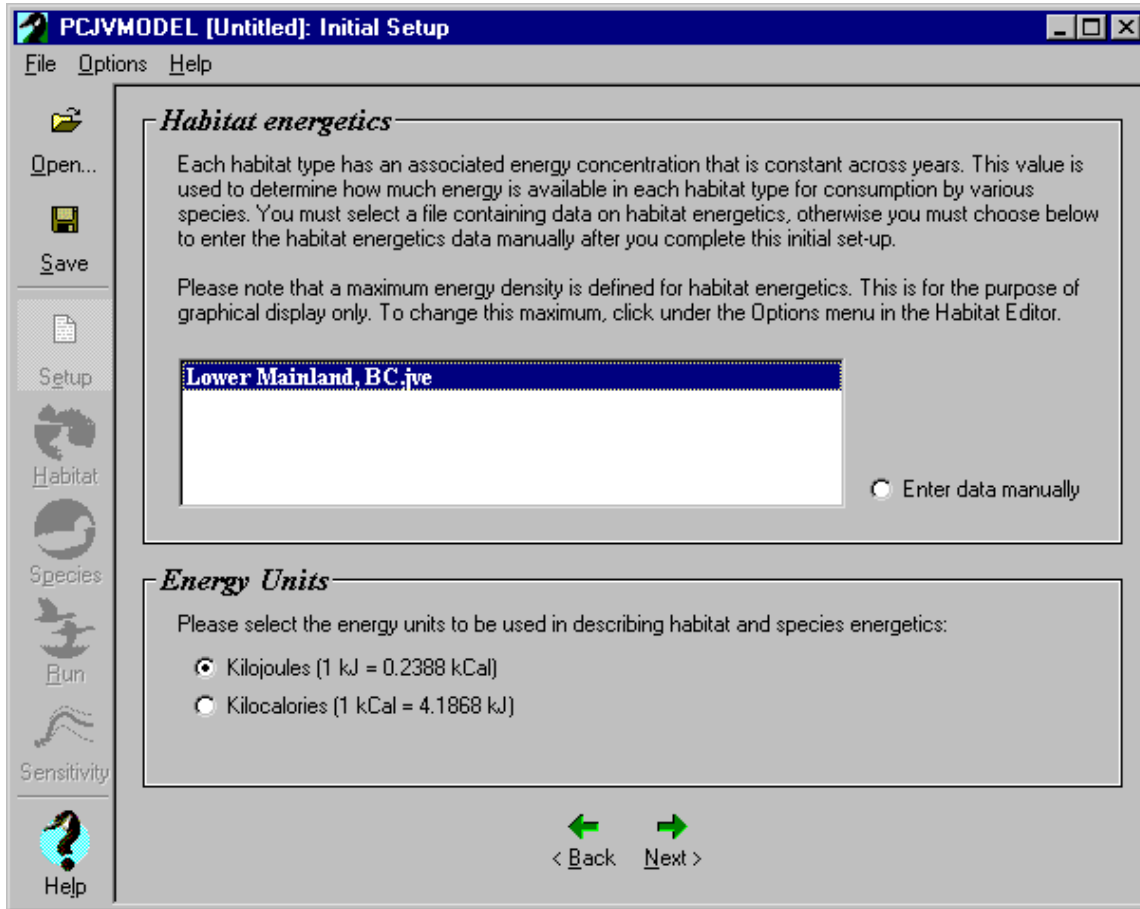 PCJVMODEL [Untitled]: Initial Setup
File Options Help
Open...
Save
Setup
Habitat
Species
Run
Sensitivity
Help
Habitat energetics
Each habitat type has an associated energy concentration that is constant across years. This value is
used to determine how much energy is available in each habitat type for consumption by various
species. You must select a file containing data on habitat energetics, otherwise you must choose below
to enter the habitat energetics data manually after you complete this initial set-up.
Please note that a maximum energy density is defined for habitat energetics. This is for the purpose of
graphical display only. To change this maximum, click under the Options menu in the Habitat Editor.
Lower Mainland, BC.jve
Enter data manually
Energy Units
Please select the energy units to be used in describing habitat and species energetics:
Kilojoules (1 kJ = 0.2388 kCal)
Kilocalories (1 kCal = 4.1868 kJ)
< Back Next >